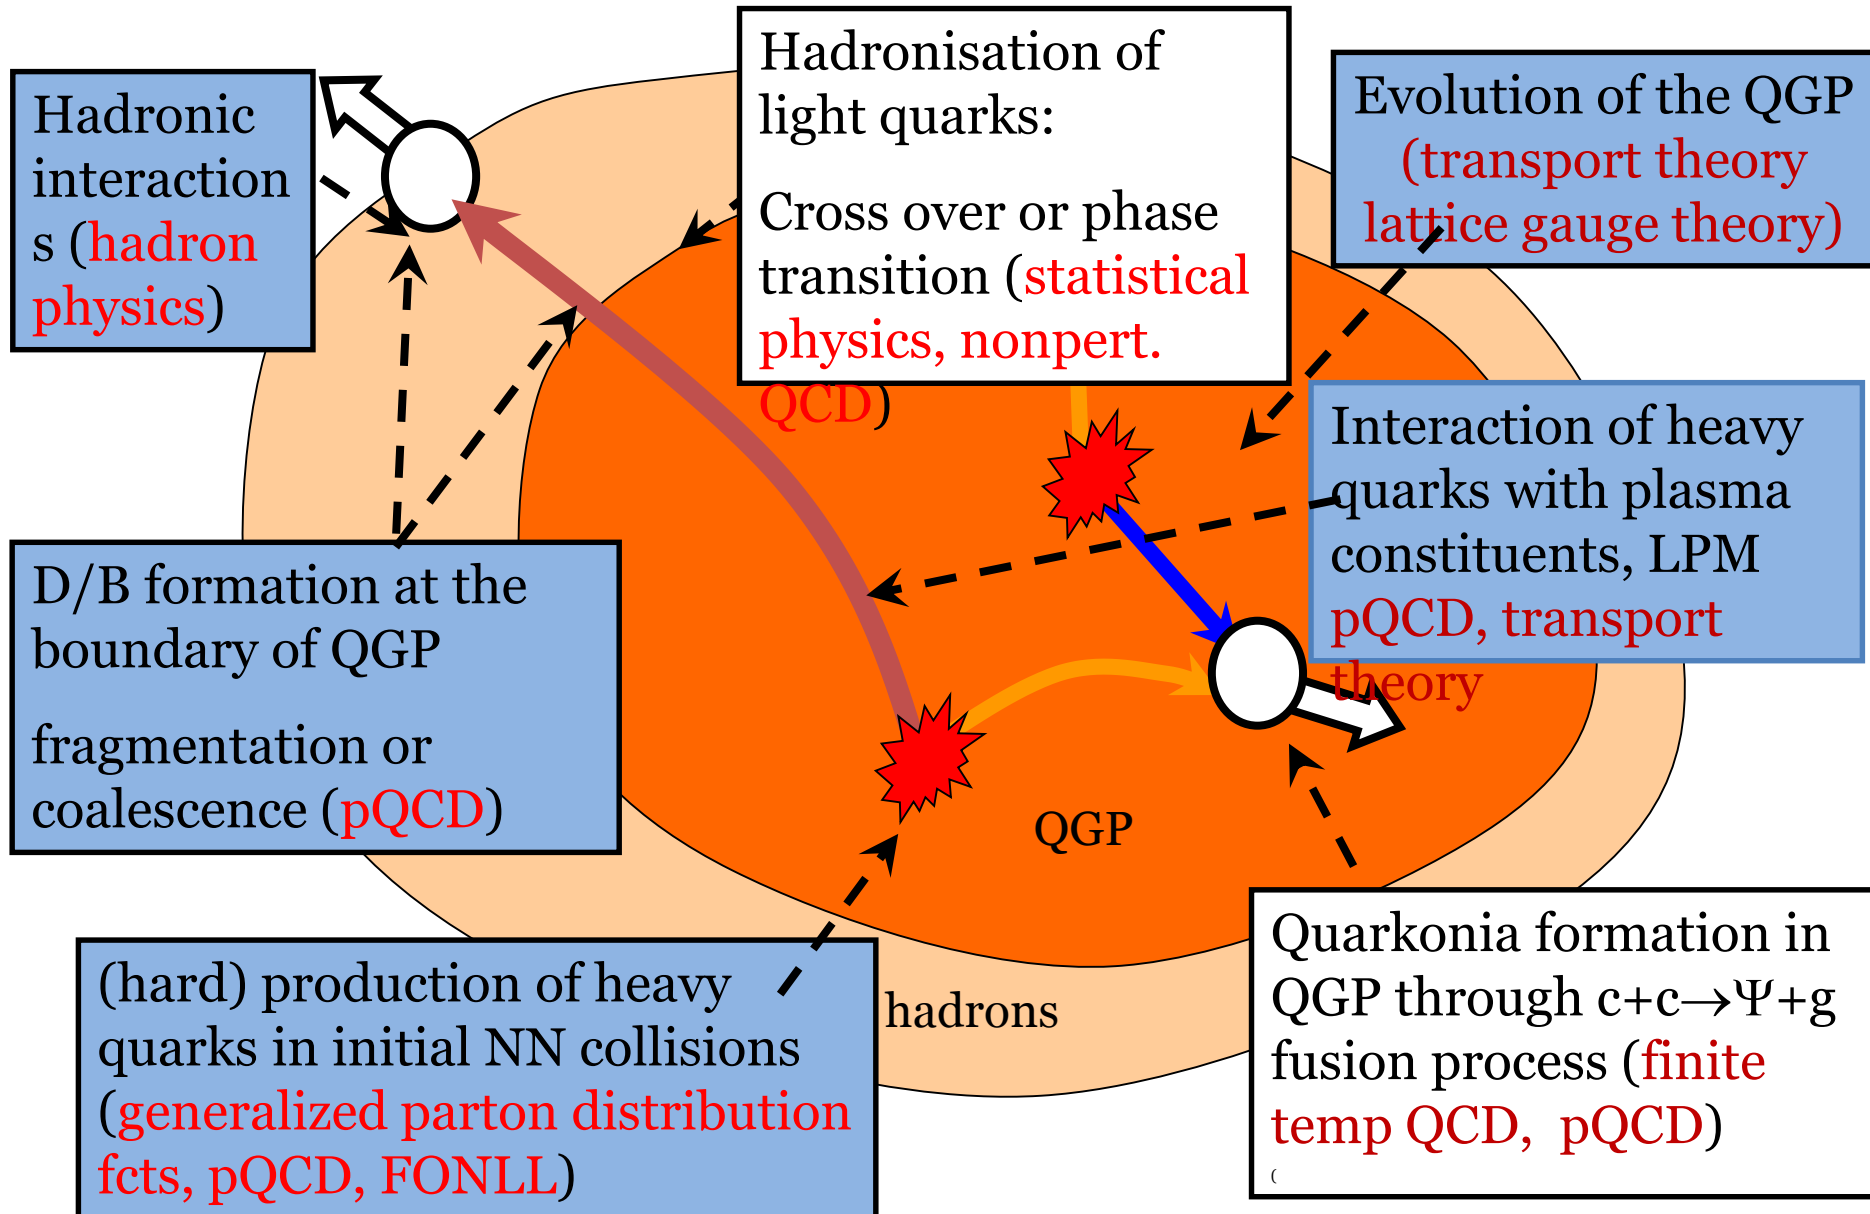 Hadronic
interaction
s (hadron
physics)
Hadronisation of
light quarks:
Cross over or phase
transition (statistical
physics, nonpert.
QCD)
Evolution of the QGP
(transport theory
lattice gauge theory)
Interaction of heavy
quarks with plasma
constituents, LPM
pQCD, transport
theory
D/B formation at the
boundary of QGP
fragmentation or
coalescence (pQCD)
QGP
hadrons
(hard) production of heavy
quarks in initial NN collisions
(generalized parton distribution
fcts, pQCD, FONLL)
Quarkonia formation in
QGP through c+c→Ψ+g
fusion process (finite
temp QCD, pQCD)
(